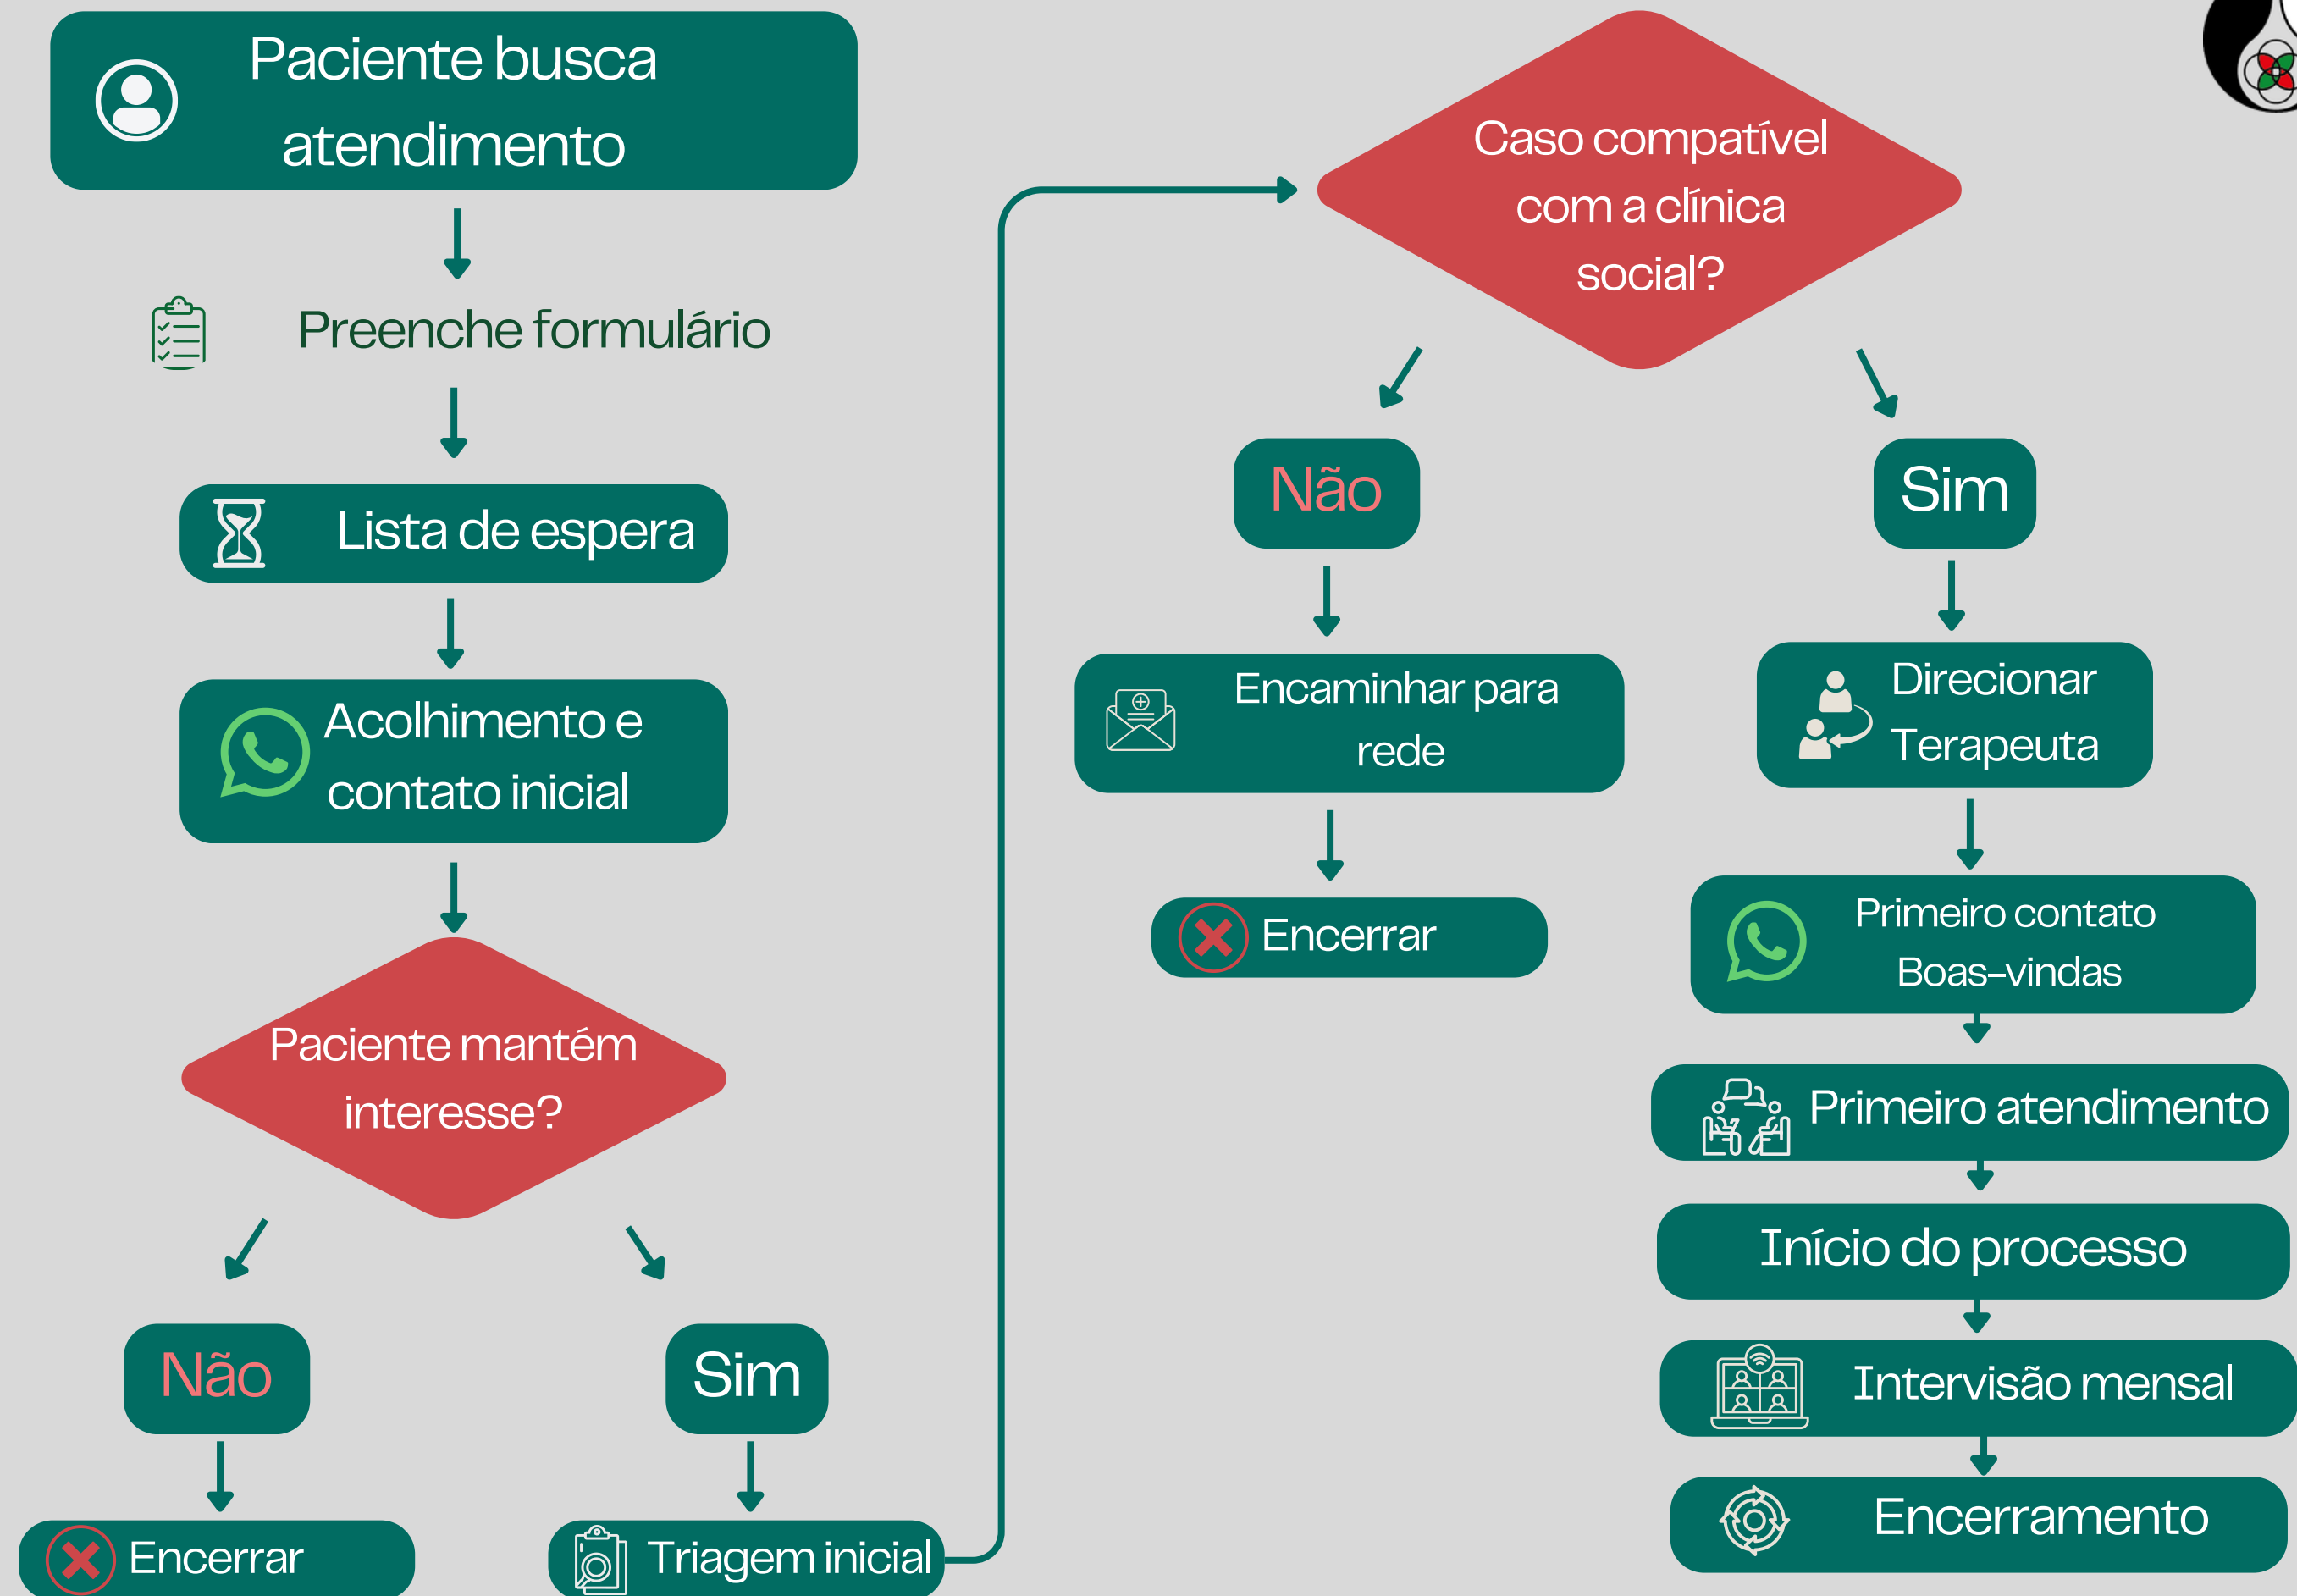 Paciente busca
atendimento
Preenche formulário
Lista de espera
Acolhimento e
contato inicial
Paciente mantém
interesse?
Não
Sim
Encerrar
Triagem inicial
Caso compatível
com a clínica
social?
Não
Sim
Encaminhar para
rede
Encerrar
Direcionar
Terapeuta
Primeiro contato
Boas-vindas
Primeiro atendimento
Início do processo
Intervisão mensal
Encerramento